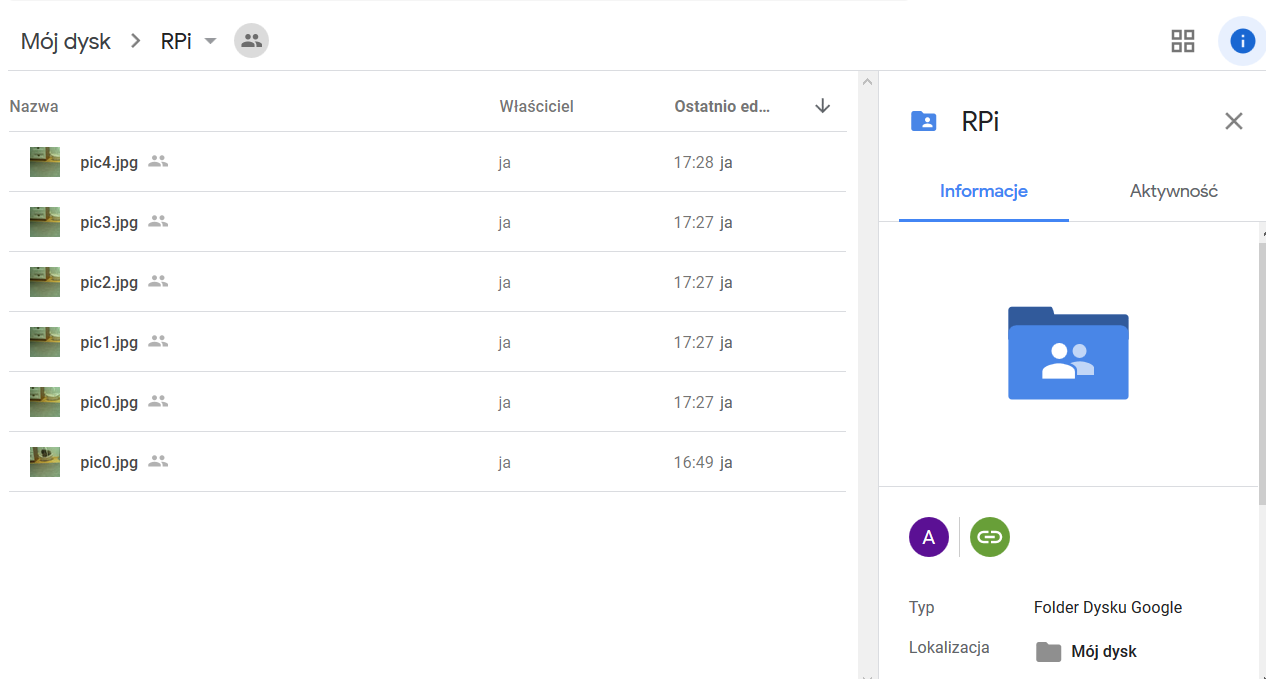 Mój dysk > RPi
Nazwa Właściciel Ostatnio ed...
pic4.jpg ja 17:28 ja
pic3.jpg ja 17:27 ja
pic2.jpg ja 17:27 ja
pic1.jpg ja 17:27 ja
pic0.jpg ja 17:27 ja
pic0.jpg ja 16:49 ja
RPi
Informacje Aktywność
A
Typ Folder Dysku Google
Lokalizacja Mój dysk